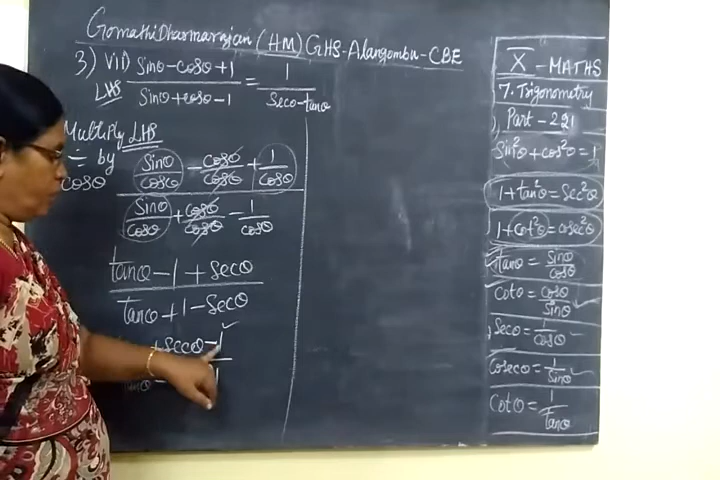 Gomathi Dharmarajan (HM) GHS-Alangombu-CBE
3) Vii) sinθ-cosθ+1 / sinθ+cosθ-1 = 1 / secθ-tanθ
LHS
Multiply LHS
÷ by cosθ
sinθ/cosθ - cosθ/cosθ + 1/cosθ
sinθ/cosθ + cosθ/cosθ - 1/cosθ
tanθ-1+secθ
tanθ+1-secθ
+secθ-1 ✓
tanθ-
X - MATHS
7. Trigonometry
Part - 221
sin²θ+cos²θ=1
1+tan²θ=sec²θ
1+cot²θ=cosec²θ
tanθ = sinθ/cosθ
cotθ = cosθ/sinθ
secθ = 1/cosθ
cosecθ = 1/sinθ
cotθ = 1/tanθ